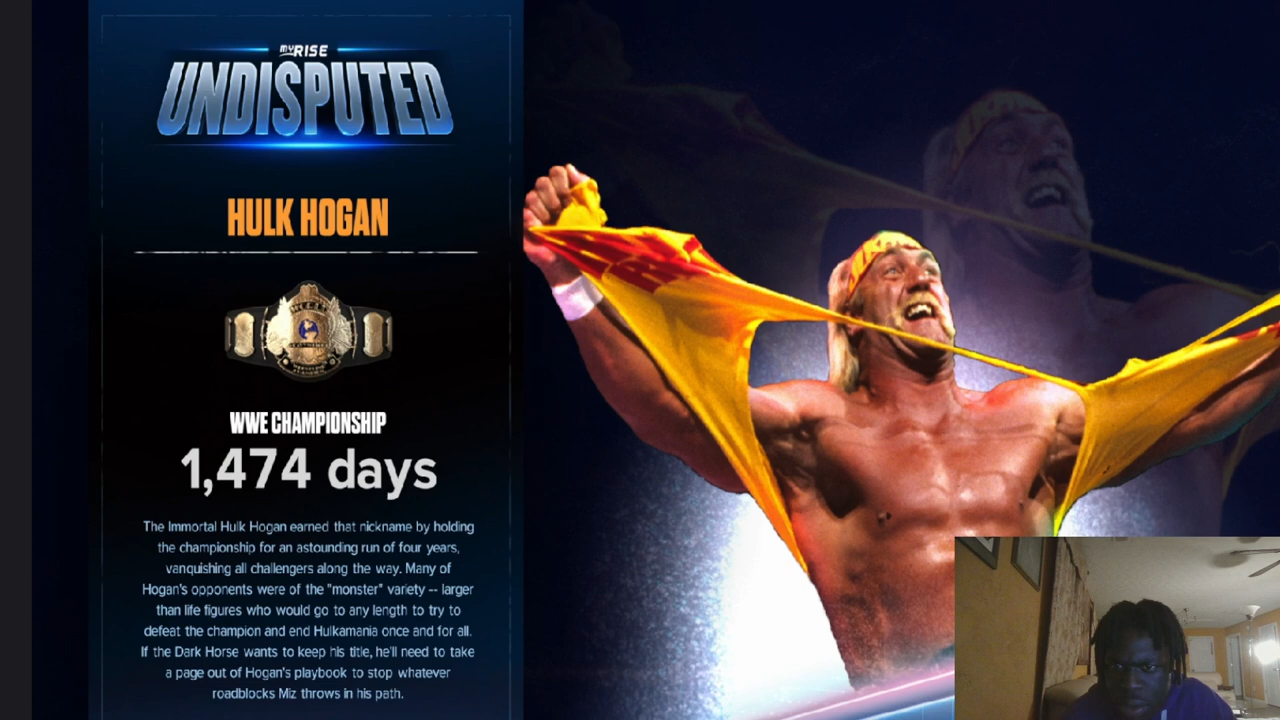 MyRISE
UNDISPUTED
HULK HOGAN
WWE CHAMPIONSHIP
1,474 days
The Immortal Hulk Hogan earned that nickname by holding
the championship for an astounding run of four years,
vanquishing all challengers along the way. Many of
Hogan's opponents were of the "monster" variety -- larger
than life figures who would go to any length to try to
defeat the champion and end Hulkamania once and for all.
If the Dark Horse wants to keep his title, he'll need to take
a page out of Hogan's playbook to stop whatever
roadblocks Miz throws in his path.